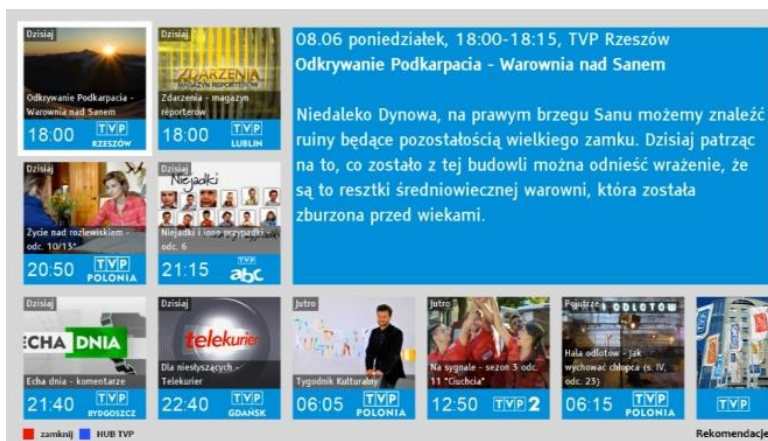 Dzisiaj
ZDARZENIA
MAGAZYN REPORTERÓW
Odkrywanie Podkarpacia -
Warownia nad Sanem
18:00
TVP
RZESZÓW
Dzisiaj
Zdarzenia - magazyn
reporterów
18:00
TVP
LUBLIN
08.06 poniedziałek, 18:00-18:15, TVP Rzeszów
Odkrywanie Podkarpacia - Warownia nad Sanem
Niedaleko Dynowa, na prawym brzegu Sanu możemy znaleźć
ruiny będące pozostałością wielkiego zamku. Dzisiaj patrząc
na to, co zostało z tej budowli można odnieść wrażenie, że
są to resztki średniowiecznej warowni, która została
zburzona przed wiekami.
Dzisiaj
Życie nad rozlewiskiem -
odc. 10/13*
20:50
TVP
POLONIA
Dzisiaj
Niejadki
Niejadki i inne przypadki -
odc. 6
21:15
TVP
abc
Dzisiaj
ECHA DNIA
Echa dnia - komentarze
21:40
TVP
BYDGOSZCZ
Dzisiaj
telekurier
Dla niesłyszących -
Telekurier
22:40
TVP
GDAŃSK
Jutro
Tygodnik Kulturalny
06:05
TVP
POLONIA
Jutro
Na sygnale - sezon 3 odc.
11 "Ciuchcia"
12:50
TVP 2
Pojutrze
ODLOTÓW
Hala odlotów - Jak
wychować chłopca (s. IV,
odc. 23)
06:15
TVP
POLONIA
TVP
zamknij
HUB TVP
Rekomendacje